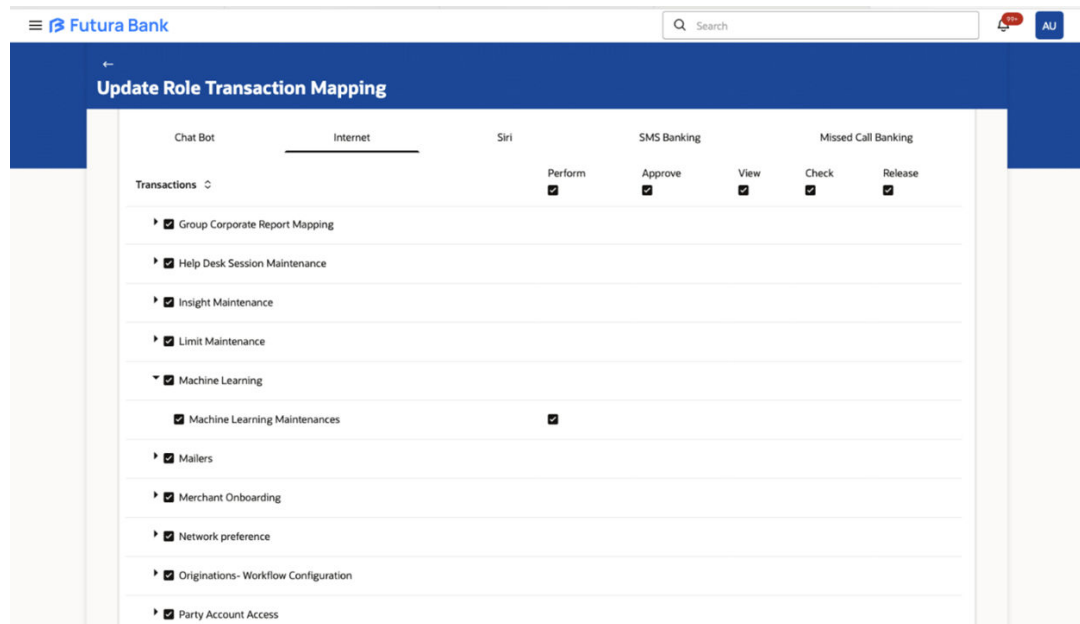 Futura Bank
Search
99+
AU
Update Role Transaction Mapping
Chat Bot Internet Siri SMS Banking Missed Call Banking
Transactions Perform Approve View Check Release
Group Corporate Report Mapping
Help Desk Session Maintenance
Insight Maintenance
Limit Maintenance
Machine Learning
Machine Learning Maintenances
Mailers
Merchant Onboarding
Network preference
Originations- Workflow Configuration
Party Account Access